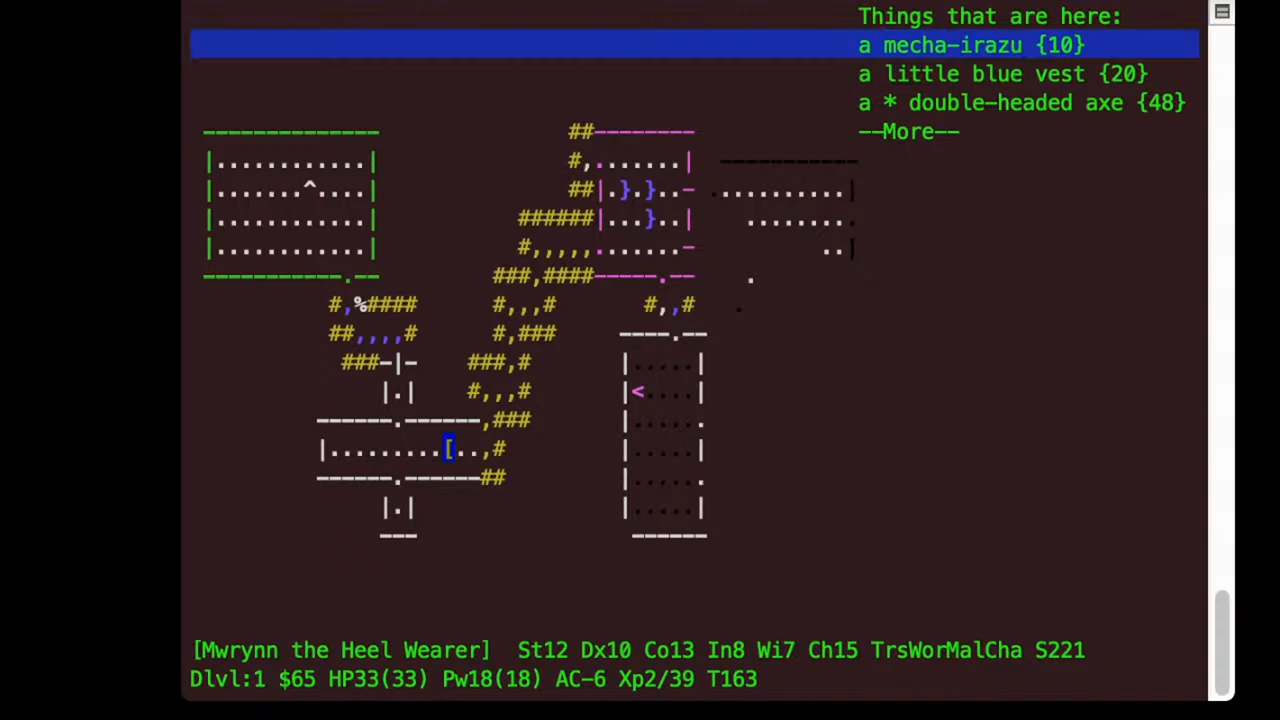 Things that are here:
a mecha-irazu {10}
a little blue vest {20}
a * double-headed axe {48}
--More--
[Mwrynn the Heel Wearer] St12 Dx10 Co13 In8 Wi7 Ch15 TrsWorMalCha S221
Dlvl:1 $65 HP33(33) Pw18(18) AC-6 Xp2/39 T163